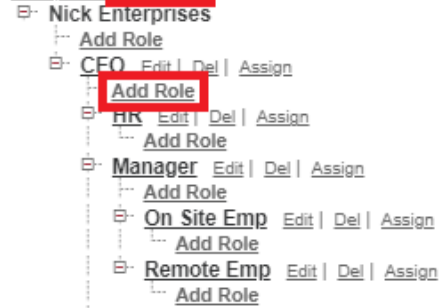 Nick Enterprises
Add Role
CEO Edit | Del | Assign
Add Role
HR Edit | Del | Assign
Add Role
Manager Edit | Del | Assign
Add Role
On Site Emp Edit | Del | Assign
Add Role
Remote Emp Edit | Del | Assign
Add Role